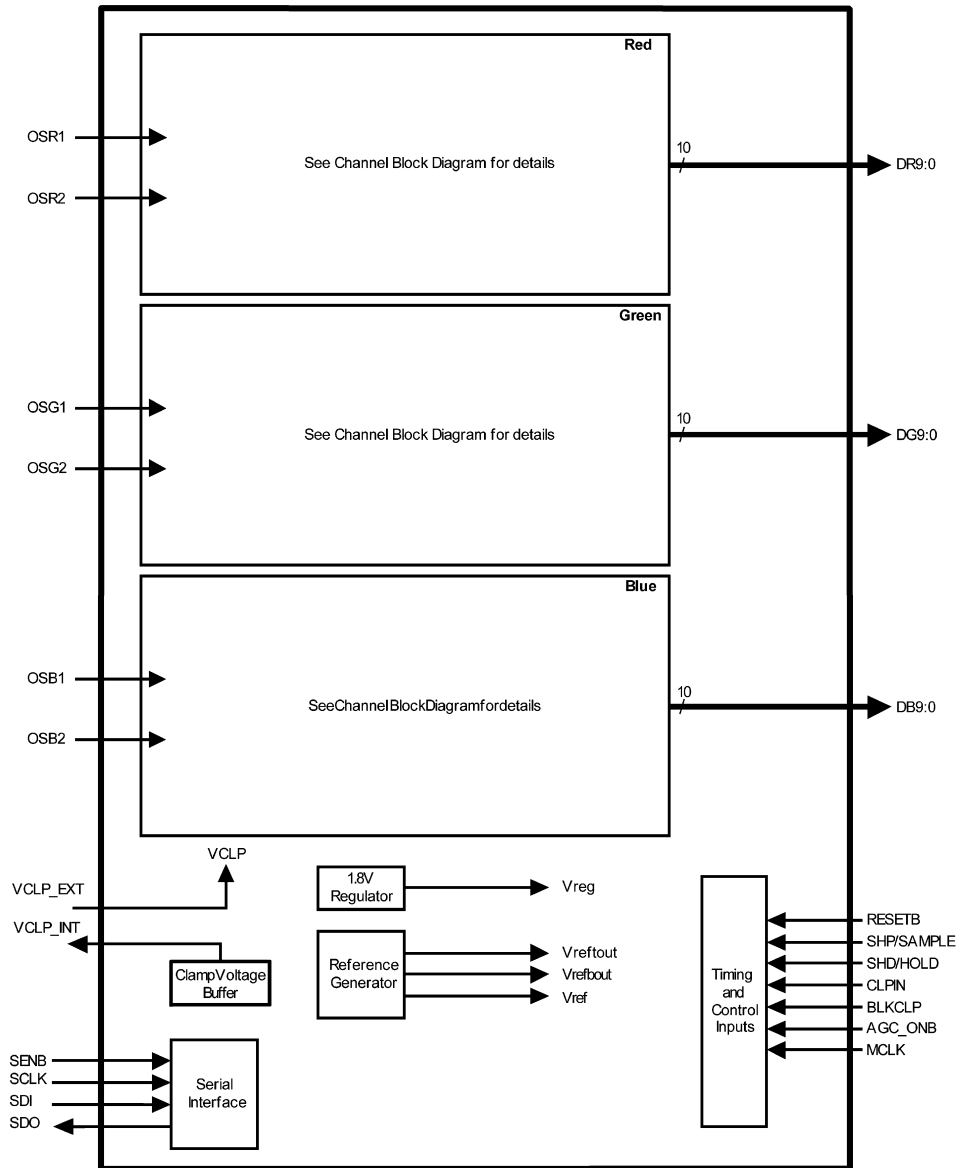 Red
OSR1
OSR2
See Channel Block Diagram for details
10
DR9:0
Green
OSG1
OSG2
See Channel Block Diagram for details
10
DG9:0
Blue
OSB1
OSB2
SeeChannelBlockDiagramfordetails
10
DB9:0
VCLP
VCLP_EXT
VCLP_INT
ClampVoltage
Buffer
1.8V
Regulator
Vreg
Reference
Generator
Vreftout
Vrefbout
Vref
Timing
and
Control
Inputs
RESETB
SHP/SAMPLE
SHD/HOLD
CLPIN
BLKCLP
AGC_ONB
MCLK
SENB
SCLK
SDI
SDO
Serial
Interface